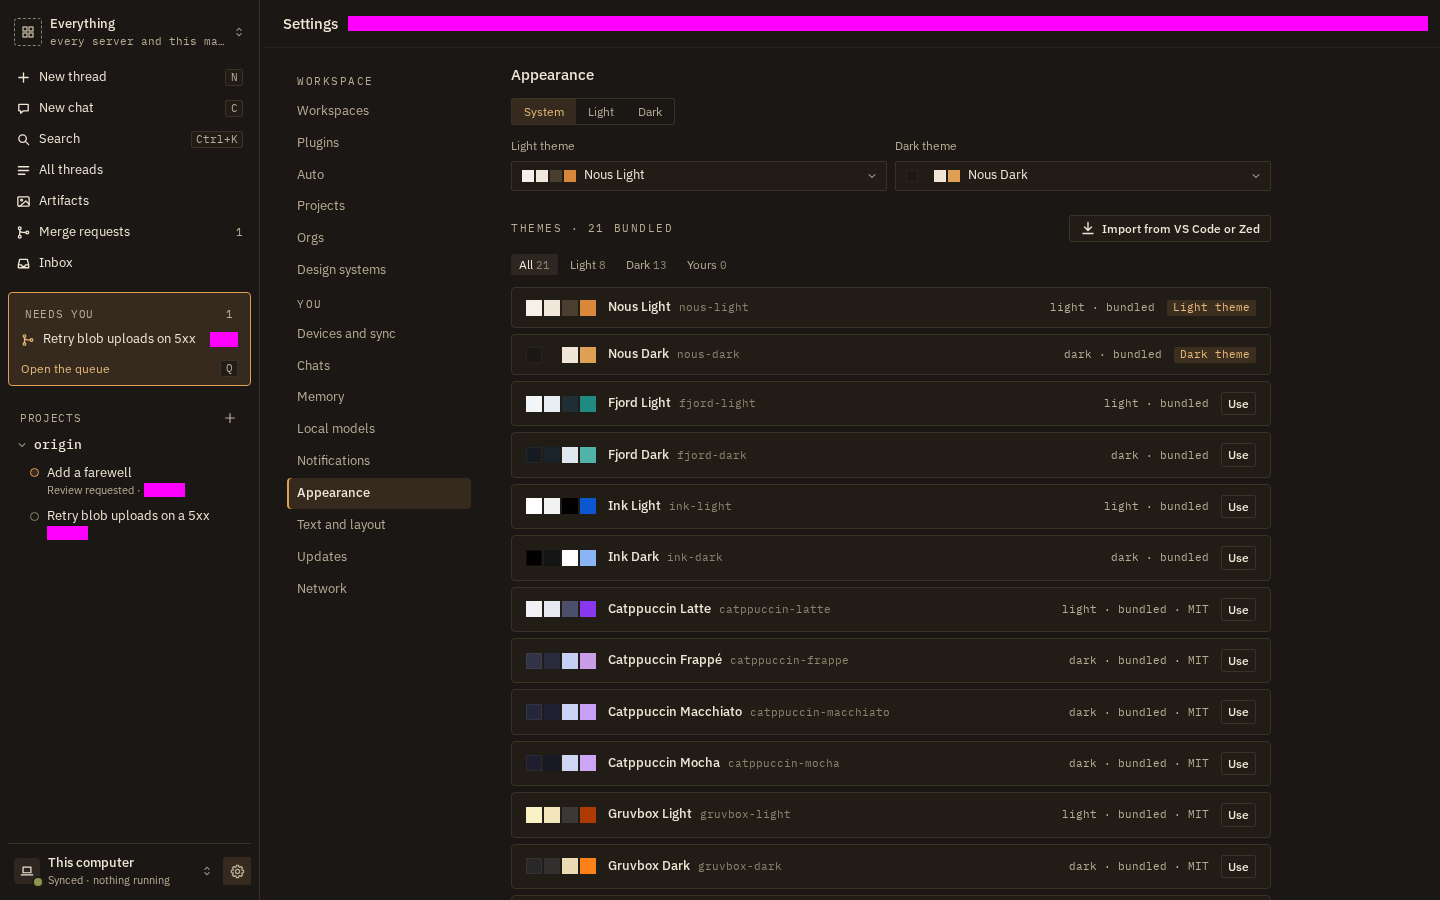 Everything
every server and this ma…
New thread N
New chat C
Search Ctrl+K
All threads
Artifacts
Merge requests 1
Inbox
NEEDS YOU 1
Retry blob uploads on 5xx
Open the queue Q
PROJECTS
origin
Add a farewell
Review requested ·
Retry blob uploads on a 5xx
This computer
Synced · nothing running
Settings
WORKSPACE
Workspaces
Plugins
Auto
Projects
Orgs
Design systems
YOU
Devices and sync
Chats
Memory
Local models
Notifications
Appearance
Text and layout
Updates
Network
Appearance
System Light Dark
Light theme Dark theme
Nous Light Nous Dark
THEMES · 21 BUNDLED Import from VS Code or Zed
All 21 Light 8 Dark 13 Yours 0
Nous Light nous-light light · bundled Light theme
Nous Dark nous-dark dark · bundled Dark theme
Fjord Light fjord-light light · bundled Use
Fjord Dark fjord-dark dark · bundled Use
Ink Light ink-light light · bundled Use
Ink Dark ink-dark dark · bundled Use
Catppuccin Latte catppuccin-latte light · bundled · MIT Use
Catppuccin Frappé catppuccin-frappe dark · bundled · MIT Use
Catppuccin Macchiato catppuccin-macchiato dark · bundled · MIT Use
Catppuccin Mocha catppuccin-mocha dark · bundled · MIT Use
Gruvbox Light gruvbox-light light · bundled · MIT Use
Gruvbox Dark gruvbox-dark dark · bundled · MIT Use